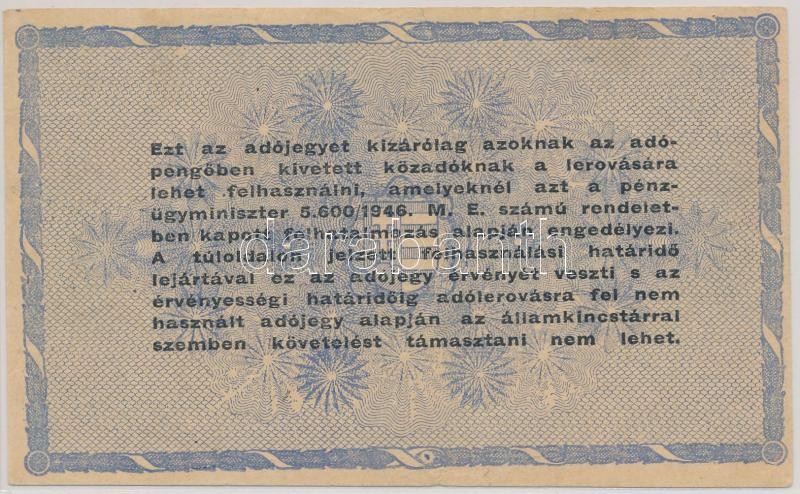 Ezt az adójegyet kizárólag azoknak az adó-
pengőben kivetett közadóknak a lerovására
lehet felhasználni, amelyeknél azt a pénz-
ügyminiszter 5.600/1946. M. E. számú rendelet-
ben kapott felhatalmazás alapján engedélyezi.
A túloldalon jelzett felhasználási határidő
lejártával ez az adójegy érvényét veszti s az
érvényességi határidőig adólerovásra fel nem
használt adójegy alapján az államkincstárral
szemben követelést támasztani nem lehet.
darabanth